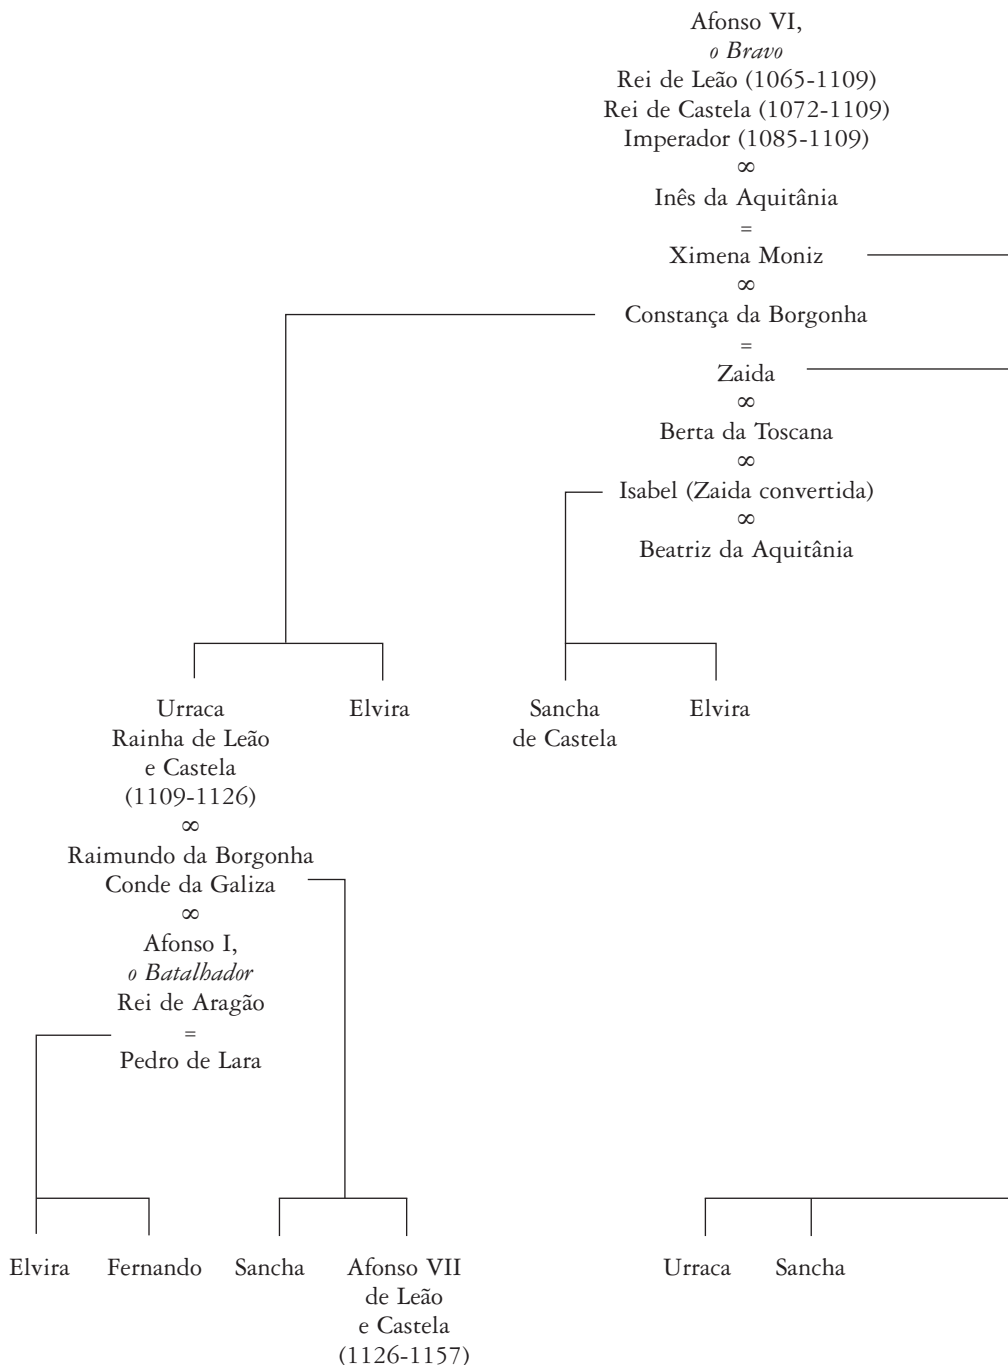 Afonso VI,
o Bravo
Rei de Leão (1065-1109)
Rei de Castela (1072-1109)
Imperador (1085-1109)
∞
Inês da Aquitânia
=
Ximena Moniz
∞
Constança da Borgonha
=
Zaida
∞
Berta da Toscana
∞
Isabel (Zaida convertida)
∞
Beatriz da Aquitânia
Urraca
Rainha de Leão
e Castela
(1109-1126)
∞
Raimundo da Borgonha
Conde da Galiza
∞
Afonso I,
o Batalhador
Rei de Aragão
=
Pedro de Lara
Elvira
Sancha
de Castela
Elvira
Elvira
Fernando
Sancha
Afonso VII
de Leão
e Castela
(1126-1157)
Urraca
Sancha